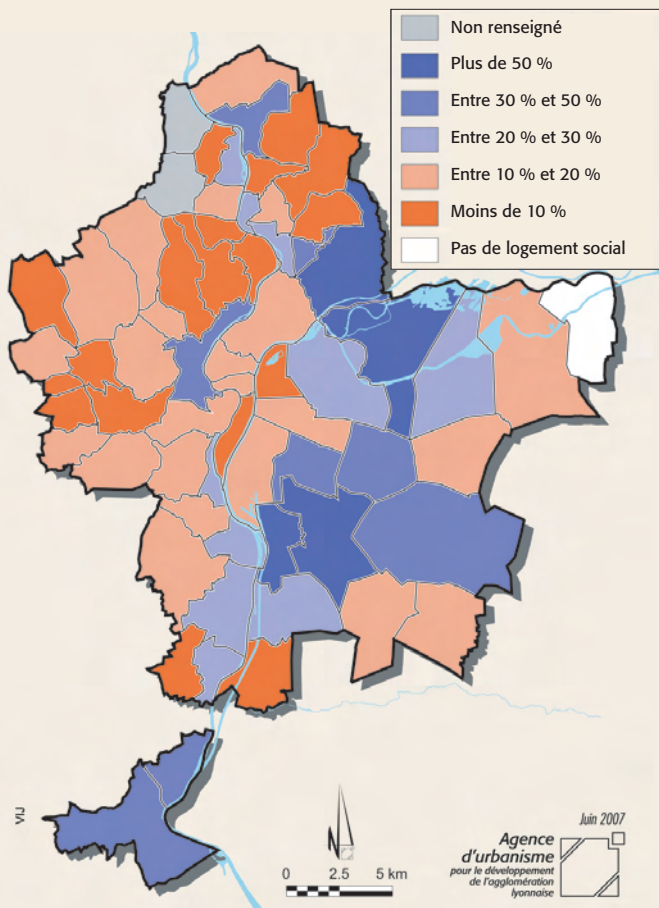 Non renseigné
Plus de 50 %
Entre 30 % et 50 %
Entre 20 % et 30 %
Entre 10 % et 20 %
Moins de 10 %
Pas de logement social
VIJ
N
0 2.5 5 km
Juin 2007
Agence
d'urbanisme
pour le développement
de l'agglomération
lyonnaise